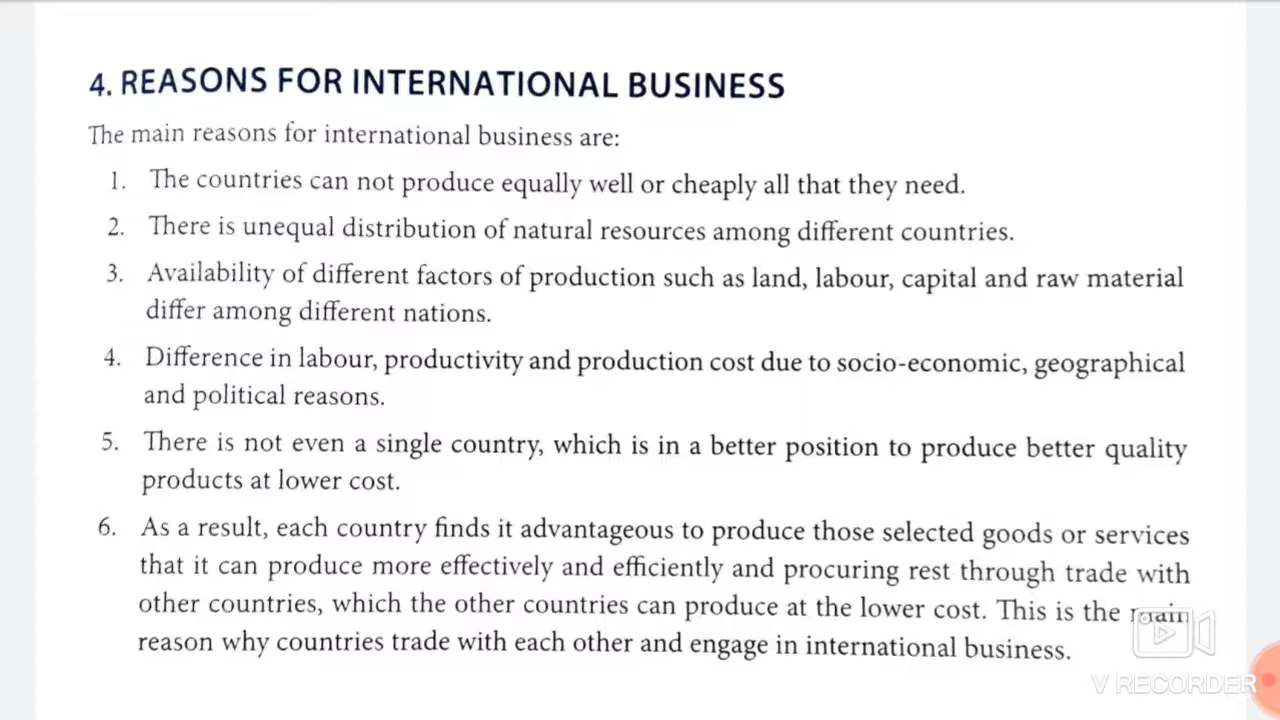 4. REASONS FOR INTERNATIONAL BUSINESS
The main reasons for international business are:
1. The countries can not produce equally well or cheaply all that they need.
2. There is unequal distribution of natural resources among different countries.
3. Availability of different factors of production such as land, labour, capital and raw material
differ among different nations.
4. Difference in labour, productivity and production cost due to socio-economic, geographical
and political reasons.
5. There is not even a single country, which is in a better position to produce better quality
products at lower cost.
6. As a result, each country finds it advantageous to produce those selected goods or services
that it can produce more effectively and efficiently and procuring rest through trade with
other countries, which the other countries can produce at the lower cost. This is the main
reason why countries trade with each other and engage in international business.
V RECORDER